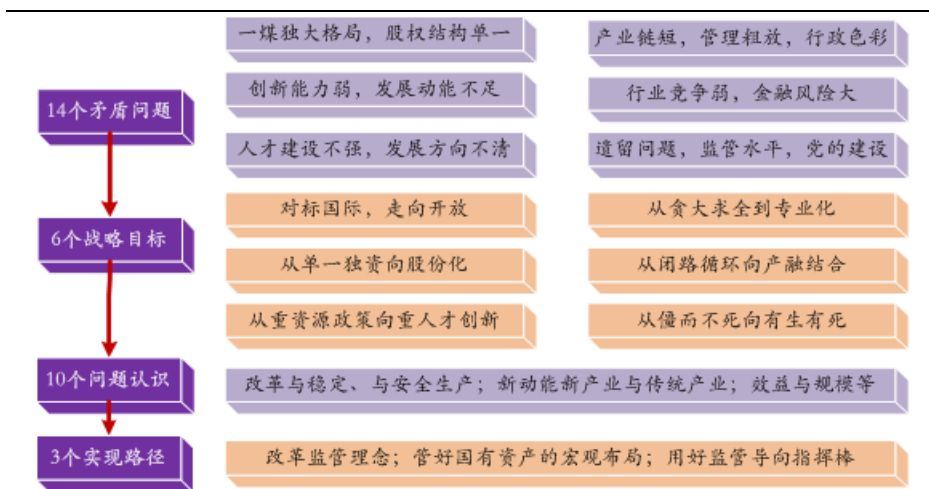 14个矛盾问题
一煤独大格局，股权结构单一
产业链短，管理粗放，行政色彩
创新能力弱，发展动能不足
行业竞争弱，金融风险大
人才建设不强，发展方向不清
遗留问题，监管水平，党的建设
6个战略目标
对标国际，走向开放
从贪大求全到专业化
从单一独资向股份化
从闭路循环向产融结合
从重资源政策向重人才创新
从僵而不死向有生有死
10个问题认识
改革与稳定、与安全生产；新动能新产业与传统产业；效益与规模等
3个实现路径
改革监管理念；管好国有资产的宏观布局；用好监管导向指挥棒